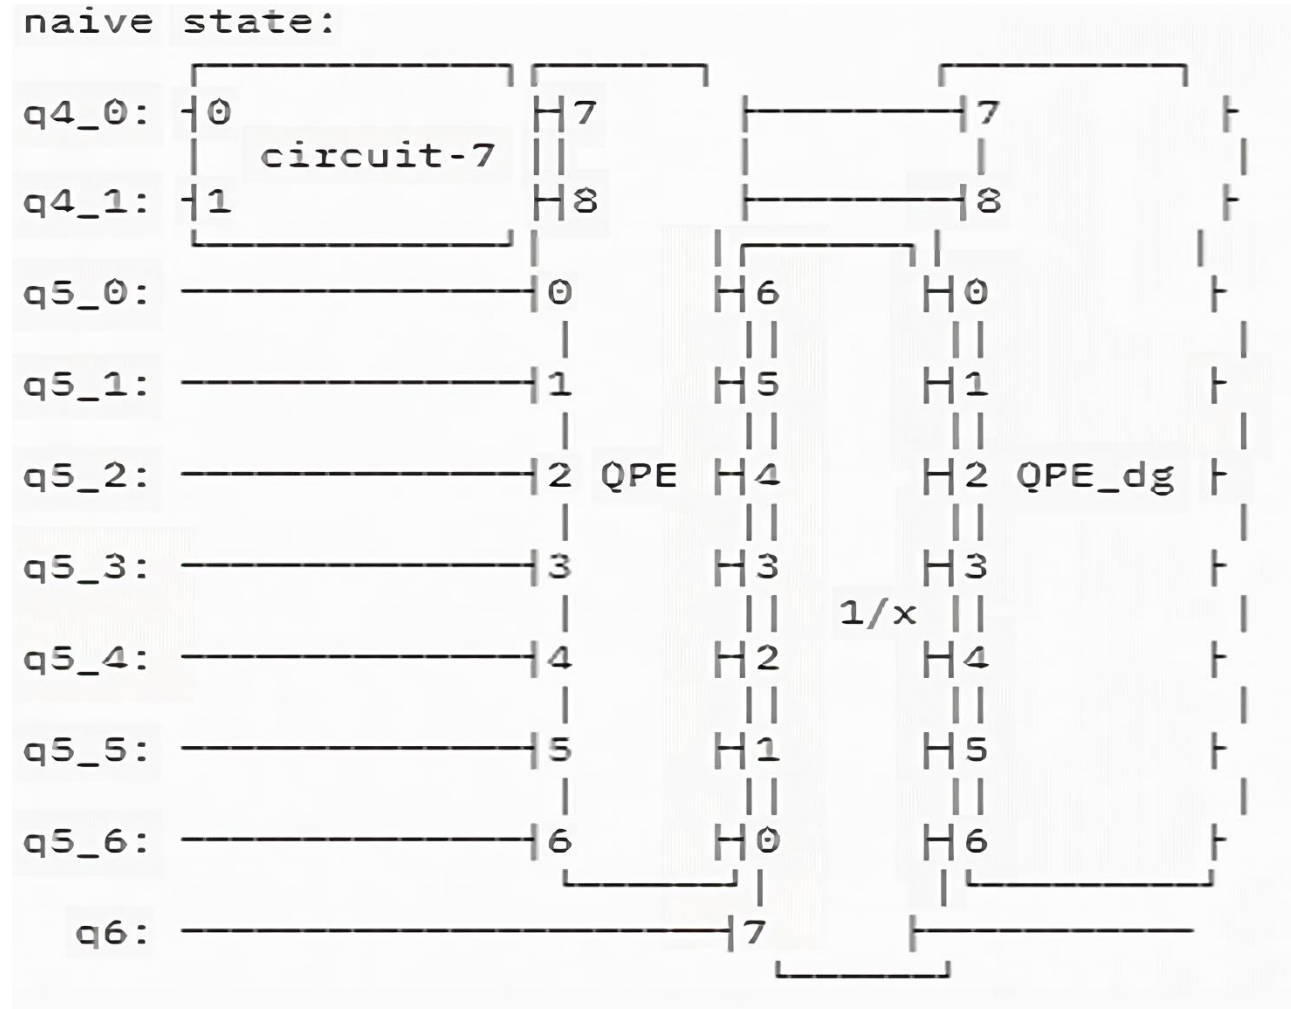 naive state:
q4_0: 0 7 7
circuit-7
q4_1: 1 8 8
q5_0: 0 6 0
q5_1: 1 5 1
q5_2: 2 QPE 4 2 QPE_dg
q5_3: 3 3 3
1/x
q5_4: 4 2 4
q5_5: 5 1 5
q5_6: 6 0 6
q6: 7